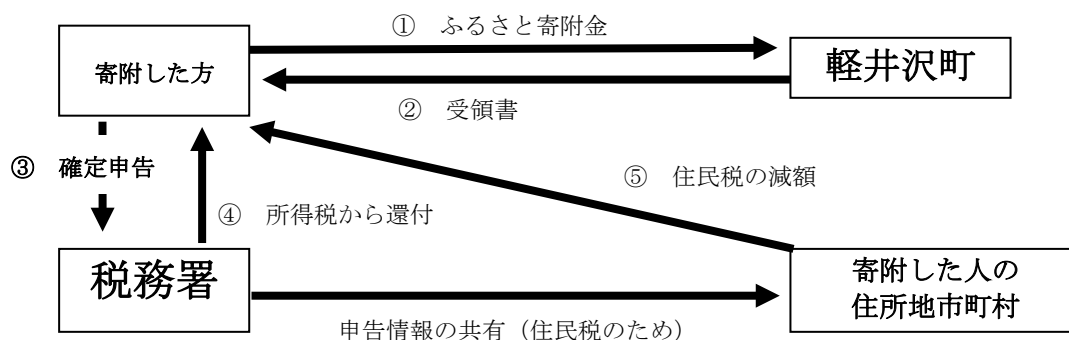 ① ふるさと寄附金
寄附した方
軽井沢町
② 受領書
③ 確定申告
⑤ 住民税の減額
④ 所得税から還付
税務署
寄附した人の
住所地市町村
申告情報の共有（住民税のため）